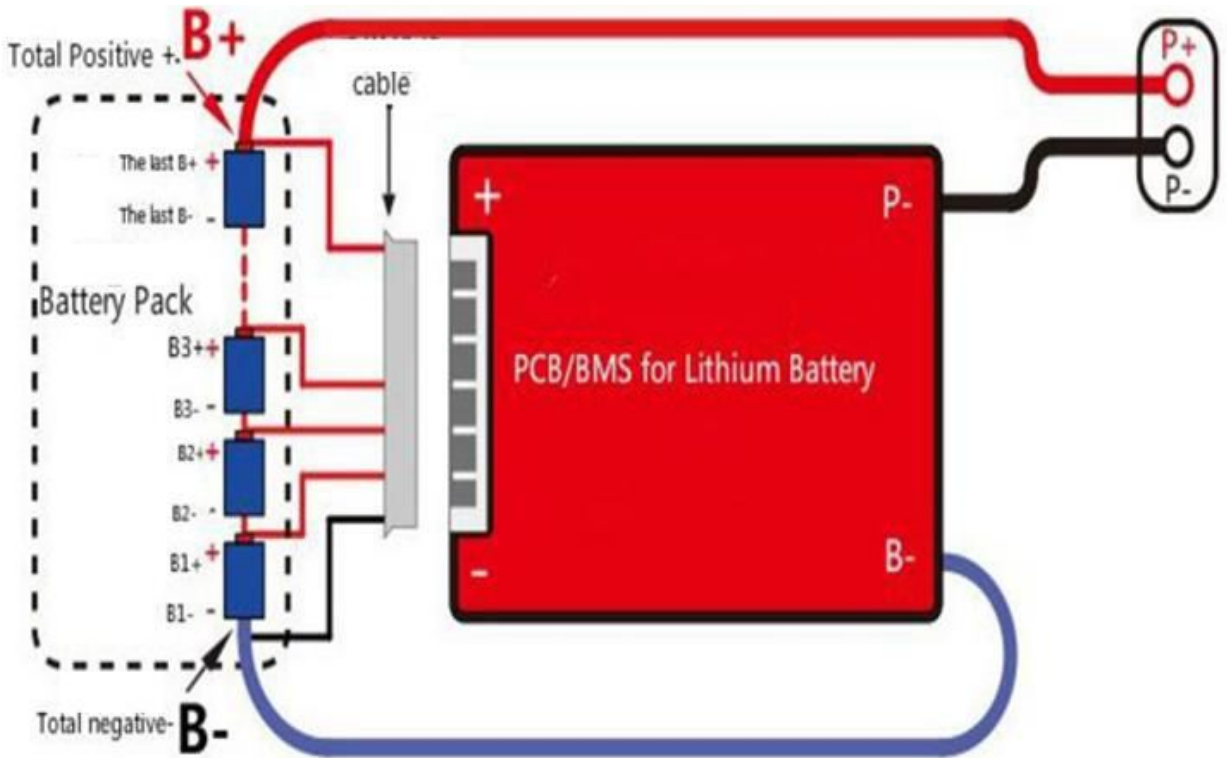 B+
Total Positive +-
cable
P+
P-
The last B+ +
The last B- -
+
P-
Battery Pack
B3+ +
B3- -
PCB/BMS for Lithium Battery
B2+ +
B2- -
B1+ +
B1- -
B-
-
Total negative- B-